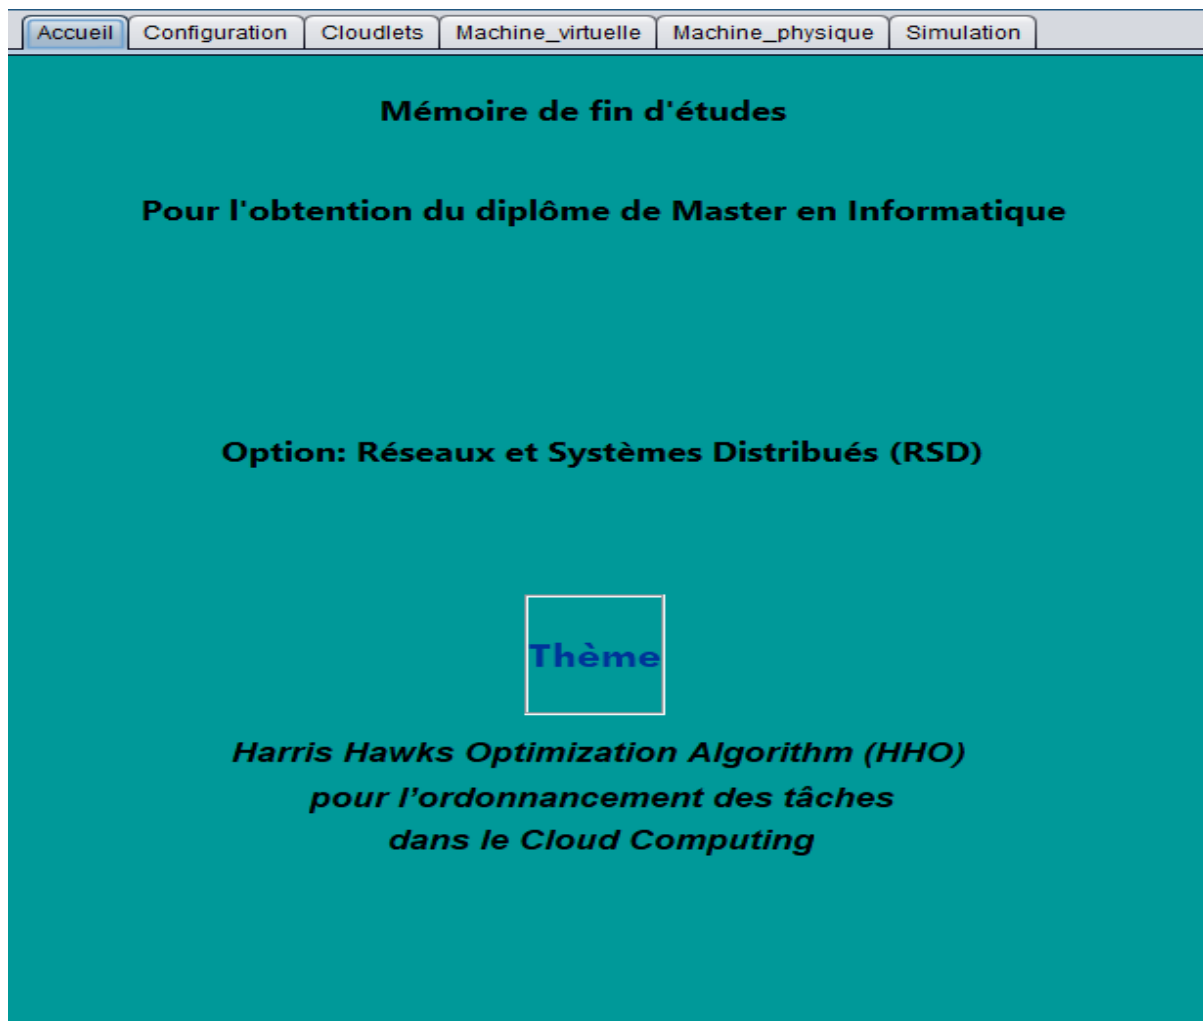 Accueil Configuration Cloudlets Machine_virtuelle Machine_physique Simulation
Mémoire de fin d'études
Pour l'obtention du diplôme de Master en Informatique
Option: Réseaux et Systèmes Distribués (RSD)
Thème
Harris Hawks Optimization Algorithm (HHO)
pour l’ordonnancement des tâches
dans le Cloud Computing